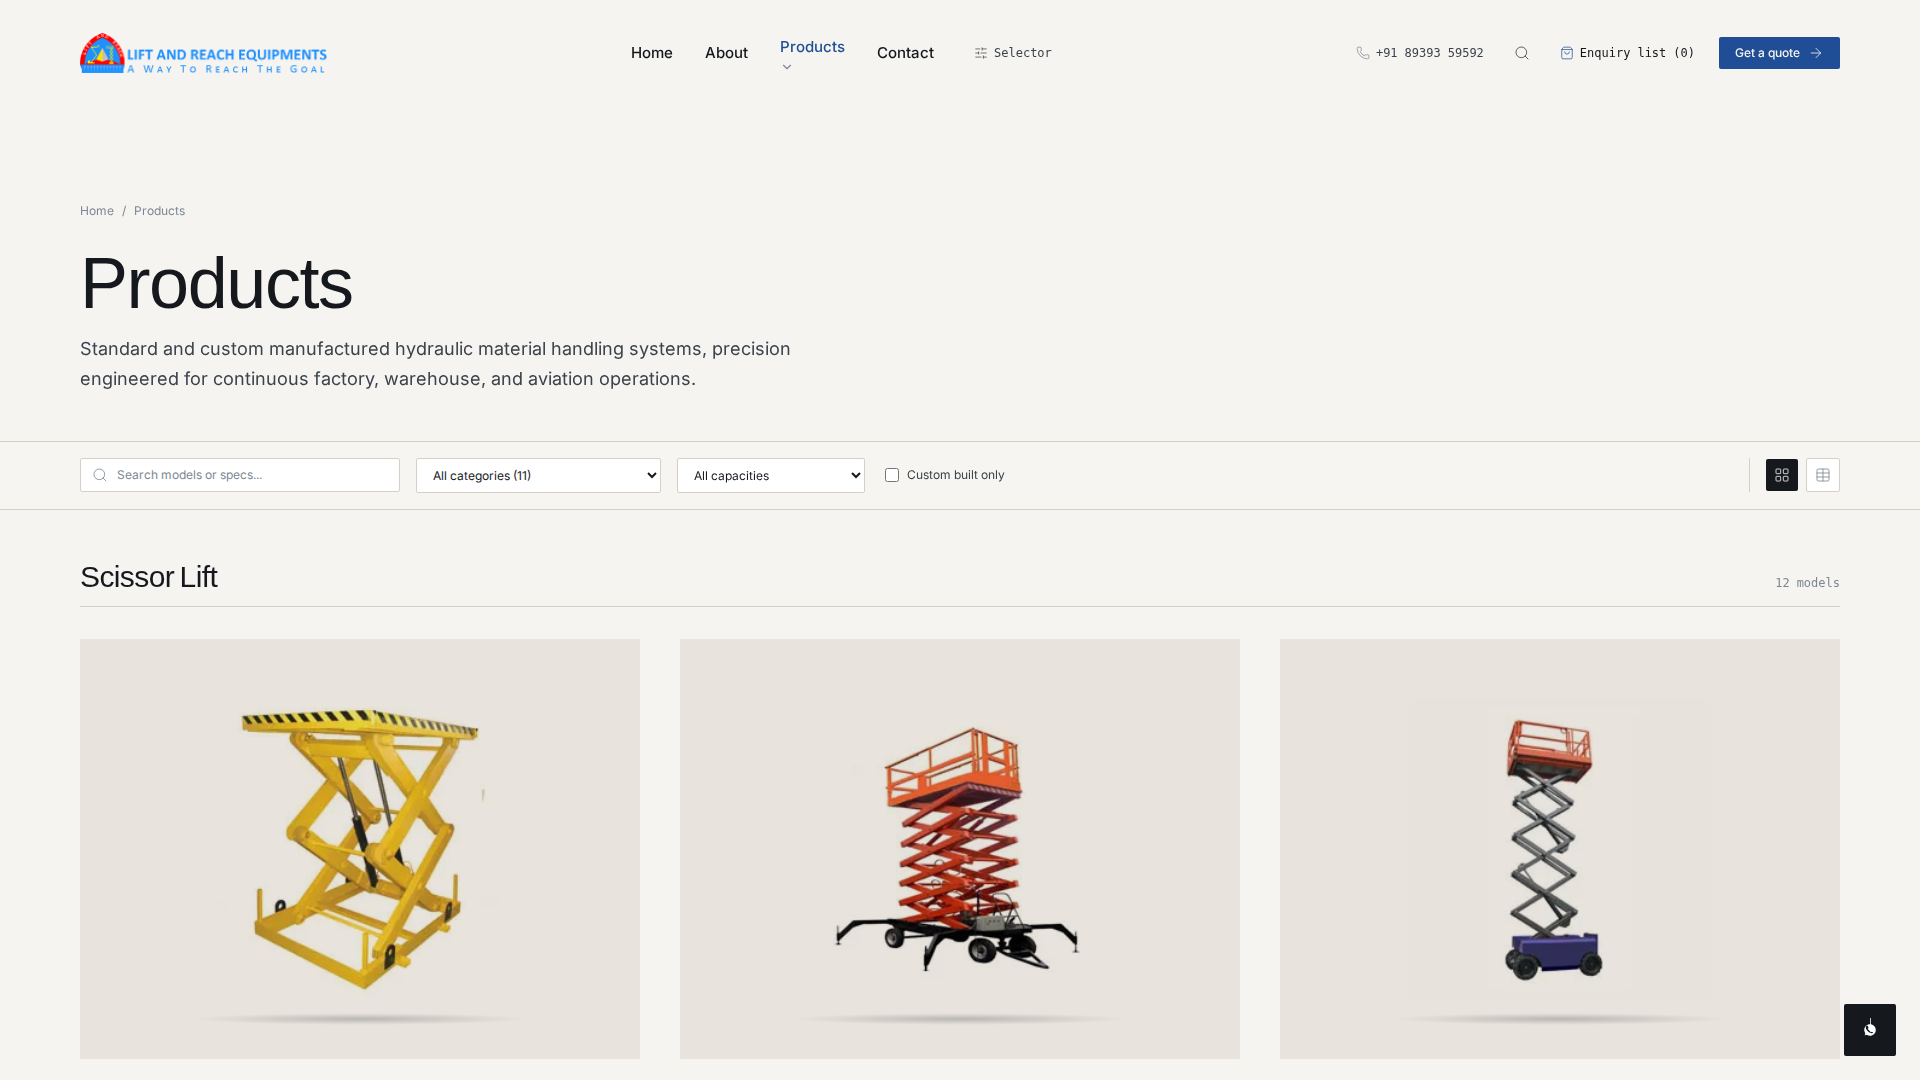 LIFT AND REACH EQUIPMENTS
A WAY TO REACH THE GOAL
Home
About
Products
Contact
Selector
+91 89393 59592
Enquiry list (0)
Get a quote
Home / Products
Products
Standard and custom manufactured hydraulic material handling systems, precision
engineered for continuous factory, warehouse, and aviation operations.
Search models or specs...
All categories (11)
All capacities
Custom built only
Scissor Lift
12 models